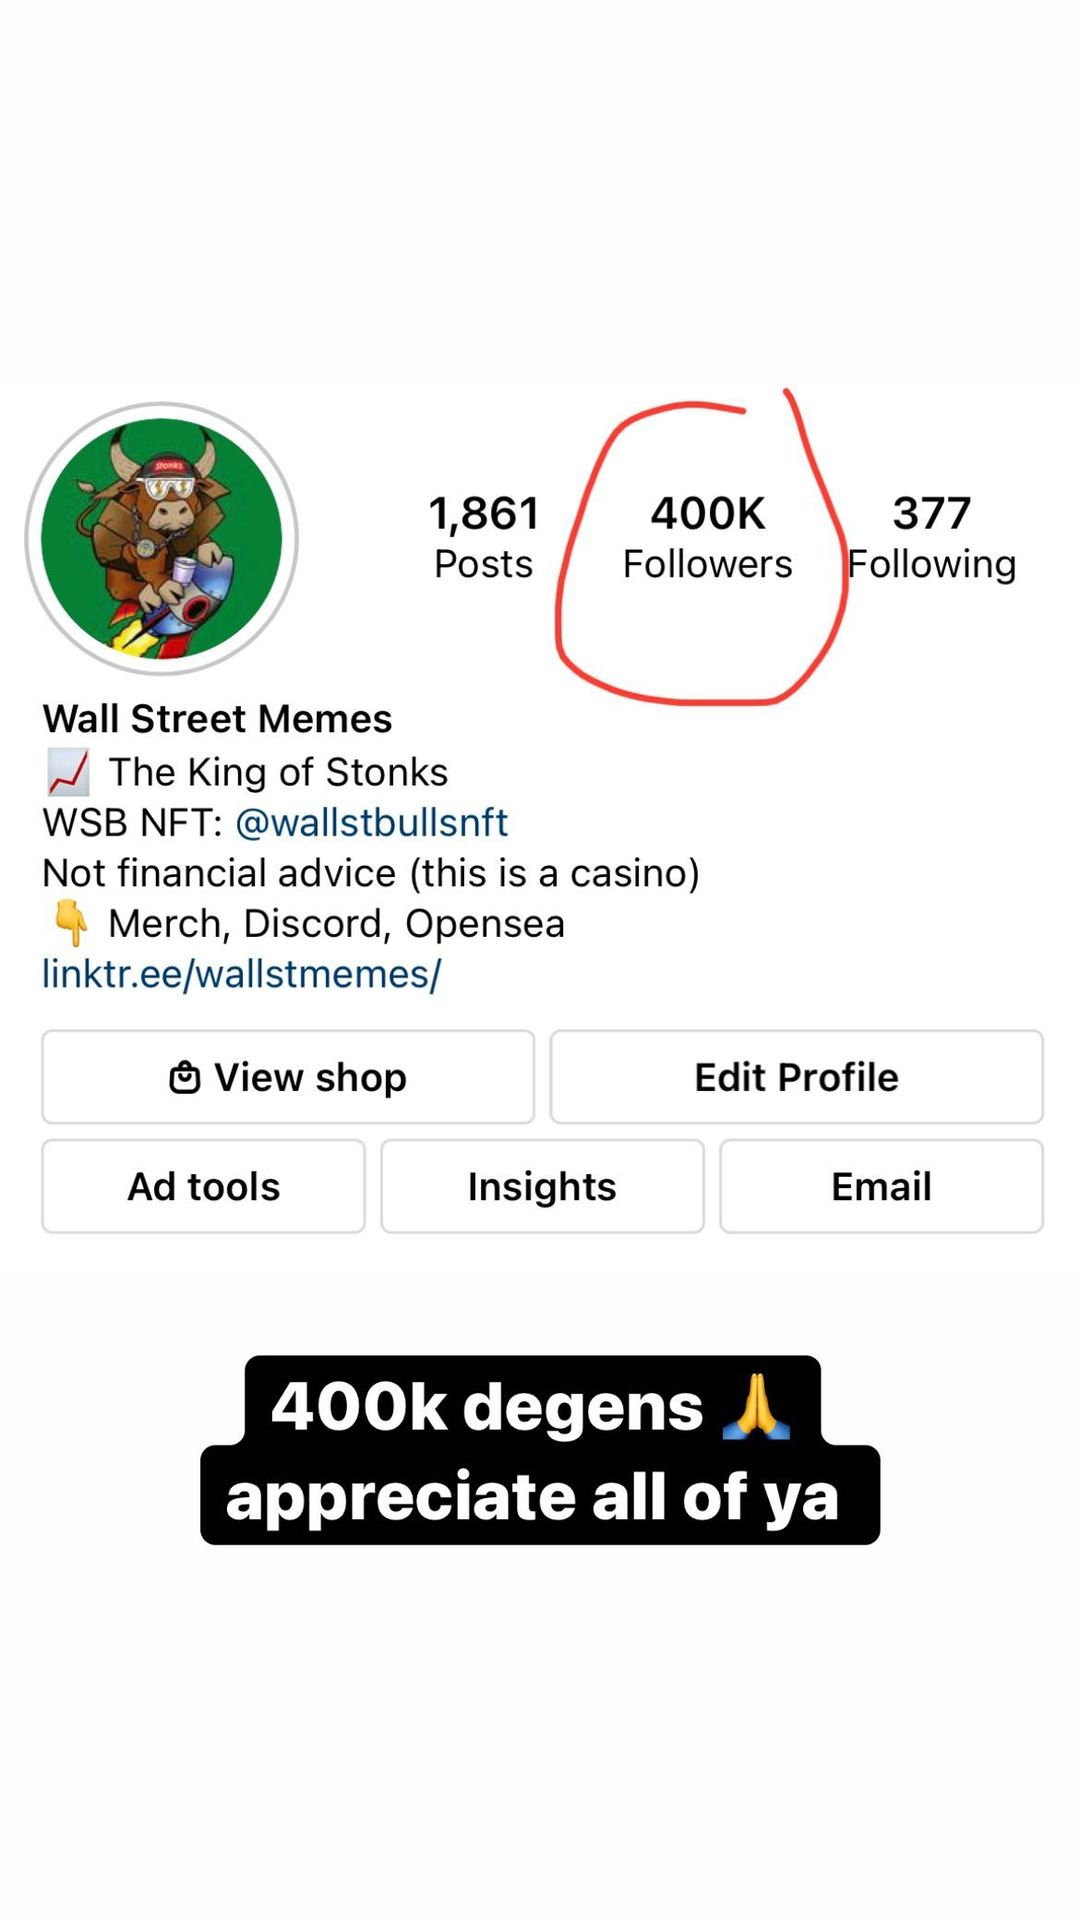 Stonks
1,861
Posts
400K
Followers
377
Following
Wall Street Memes
📈 The King of Stonks
WSB NFT: @wallstbullsnft
Not financial advice (this is a casino)
👇 Merch, Discord, Opensea
linktr.ee/wallstmemes/
View shop
Edit Profile
Ad tools
Insights
Email
400k degens 🙏
appreciate all of ya